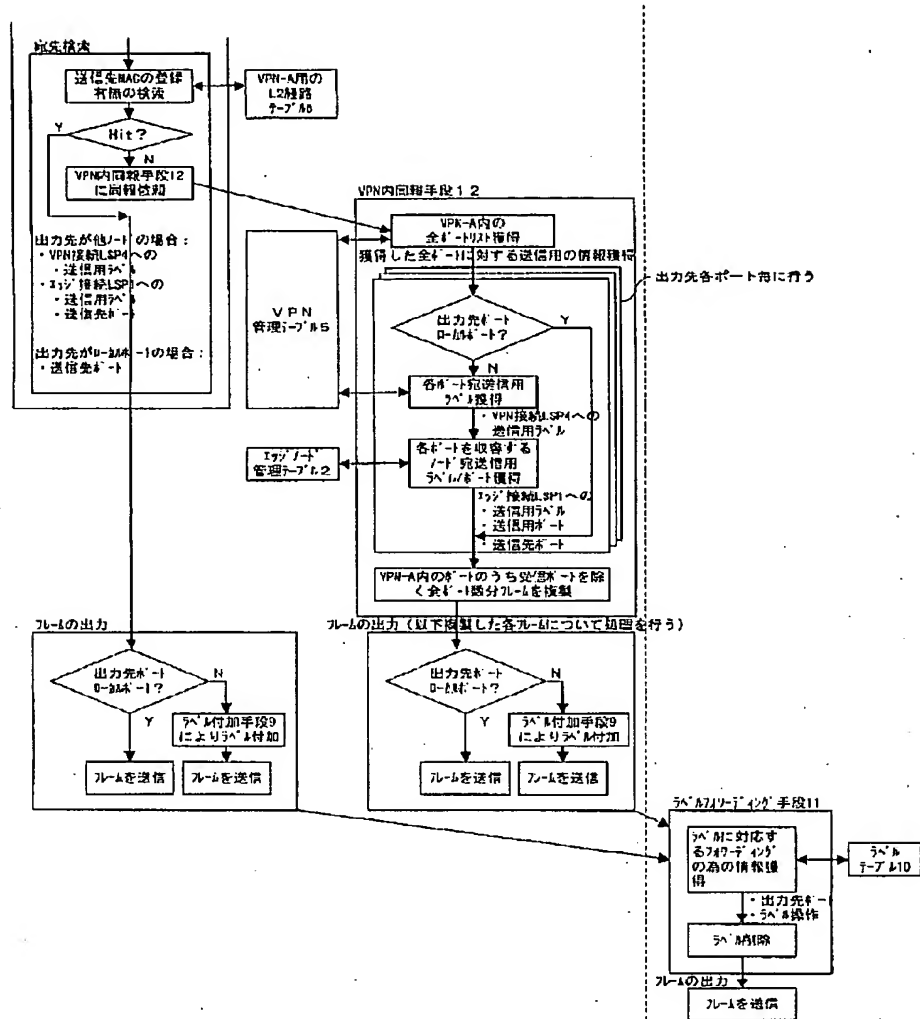 宛先検索
送信先MACの登録
有無の検索
VPN-A用の
L2経路
テーブル8
Hit?
Y
N
VPN内同報手段12
に同報依頼
出力先が他ノードの場合:
・VPN接続LSP4への
・送信用ラベル
・エッジ接続LSP1への
・送信用ラベル
・送信先ポート
出力先がローカルポートの場合:
・送信先ポート
VPN
管理テーブル5
エッジノード
管理テーブル2
VPN内同報手段12
VPN-A内の
全ポートリスト獲得
獲得した全ポートに対する送信用の情報獲得
出力先各ポート毎に行う
出力先ポート
ローカルポート?
Y
N
各ポート宛送信用
ラベル獲得
・VPN接続LSP4への
送信用ラベル
各ポートを収容する
ノード宛送信用
ラベル/ポート獲得
エッジ接続LSP1への
・送信用ラベル
・送信用ポート
・送信先ポート
VPN-A内のポートのうち受信ポートを除
く全ポート数分フレームを複製
フレームの出力
出力先ポート
ローカルポート?
N
Y
ラベル付加手段9
によりラベル付加
フレームを送信
フレームを送信
フレームの出力(以下複製した各フレームについて処理を行う)
出力先ポート
ローカルポート?
N
Y
ラベル付加手段9
によりラベル付加
フレームを送信
フレームを送信
ラベルフォワーディング手段11
ラベルに対応す
るフォワーディング
の為の情報獲
得
ラベル
テーブル10
・出力先ポート
・ラベル操作
ラベル削除
フレームの出力
フレームを送信